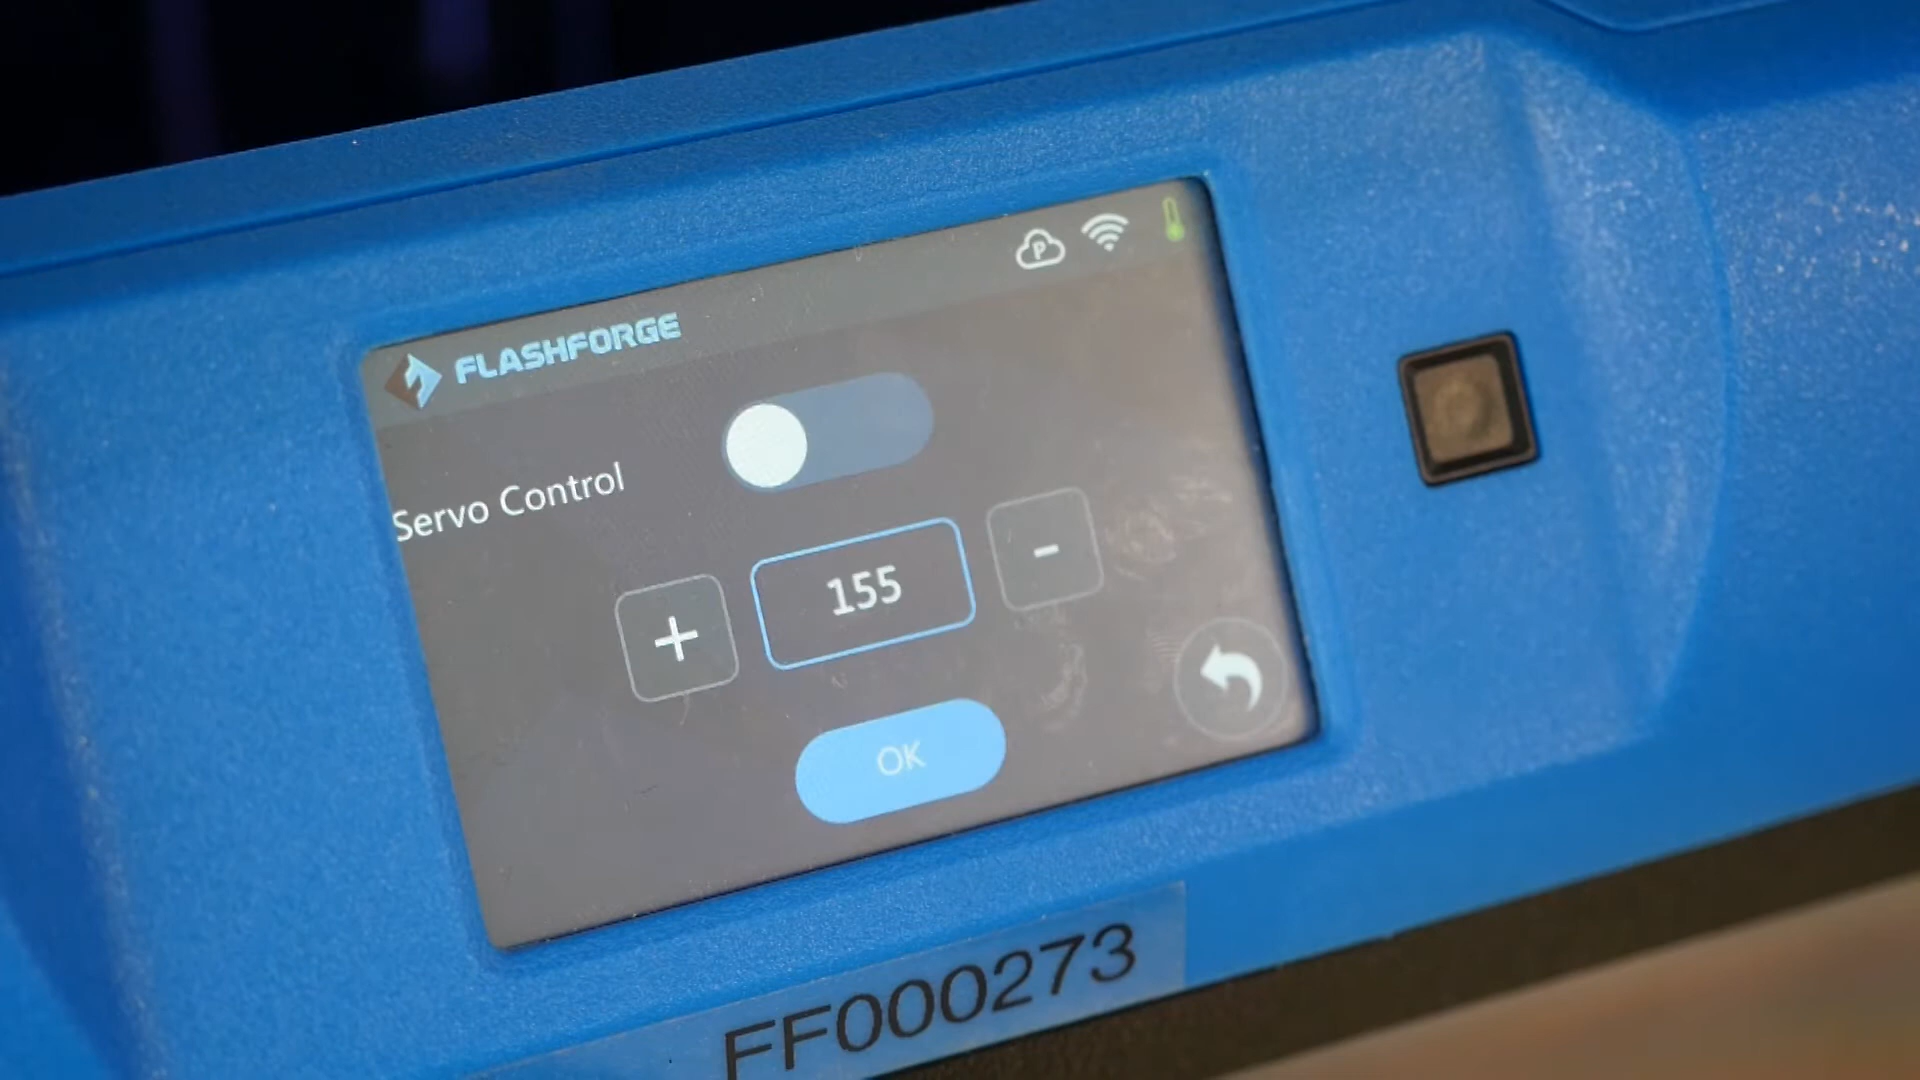 FLASHFORGE
P
Servo Control
+ 155 -
OK
FF000273